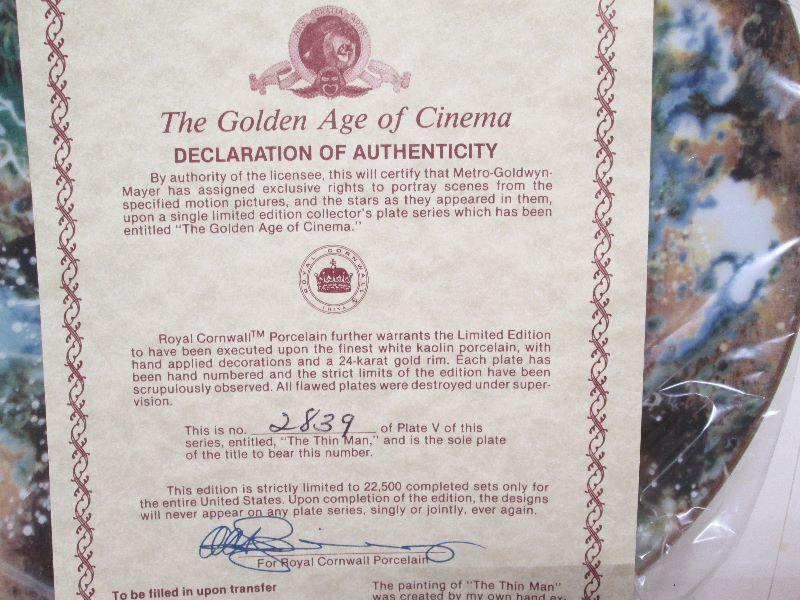 The Golden Age of Cinema
DECLARATION OF AUTHENTICITY
By authority of the licensee, this will certify that Metro-Goldwyn-
Mayer has assigned exclusive rights to portray scenes from the
specified motion pictures, and the stars as they appeared in them,
upon a single limited edition collector's plate series which has been
entitled "The Golden Age of Cinema."
ROYAL CORNWALL
CHINA
Royal Cornwall™ Porcelain further warrants the Limited Edition
to have been executed upon the finest white kaolin porcelain, with
hand applied decorations and a 24-karat gold rim. Each plate has
been hand numbered and the strict limits of the edition have been
scrupulously observed. All flawed plates were destroyed under super-
vision.
This is no. 2839 of Plate V of this
series, entitled, "The Thin Man," and is the sole plate
of the title to bear this number.
This edition is strictly limited to 22,500 completed sets only for
the entire United States. Upon completion of the edition, the designs
will never appear on any plate series, singly or jointly, ever again.
For Royal Cornwall Porcelain
To be filled in upon transfer
The painting of "The Thin Man"
was created by my own hand ex-